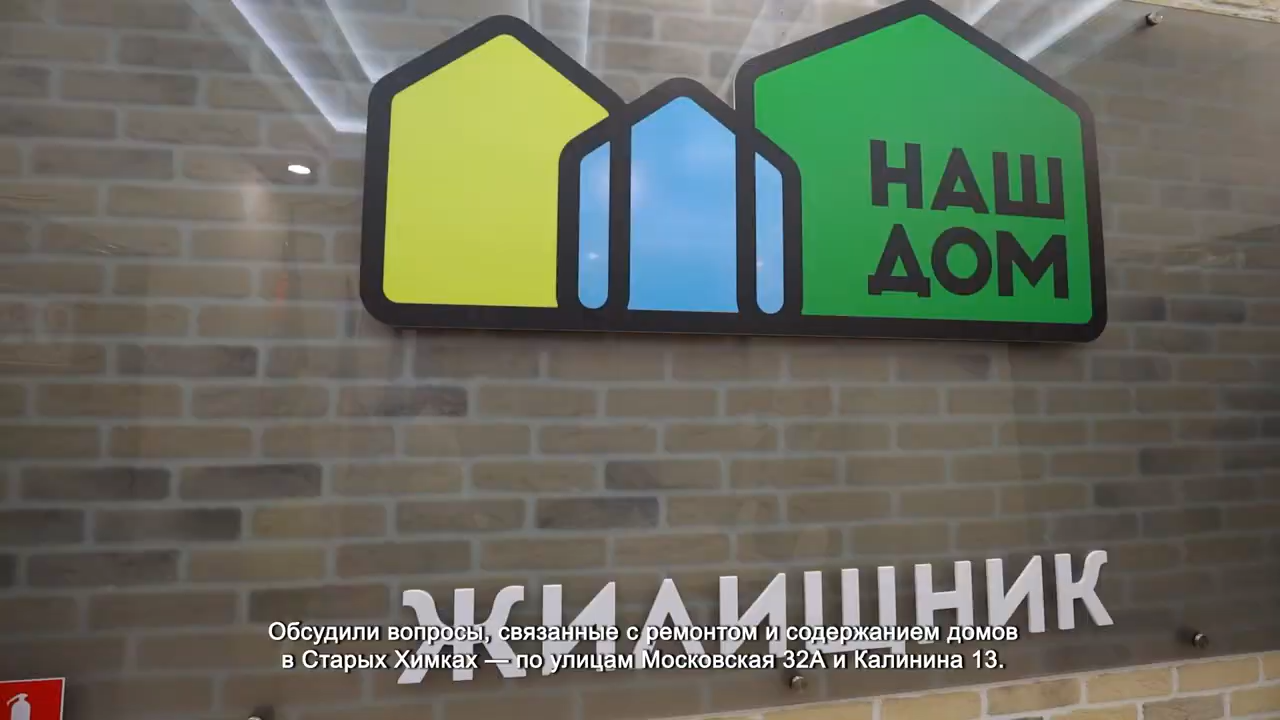 НАШ
ДОМ
ЖИЛИЩНИК
Обсудили вопросы, связанные с ремонтом и содержанием домов
в Старых Химках — по улицам Московская 32А и Калинина 13.